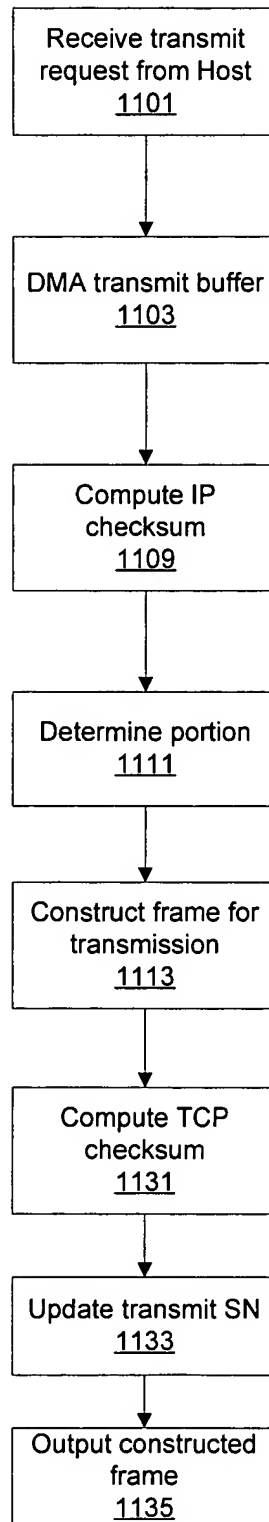 Receive transmit
request from Host
1101
DMA transmit buffer
1103
Compute IP
checksum
1109
Determine portion
1111
Construct frame for
transmission
1113
Compute TCP
checksum
1131
Update transmit SN
1133
Output constructed
frame
1135